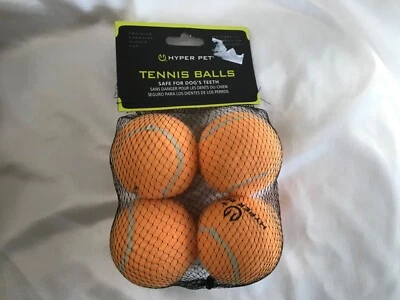 HYPER PET
TENNIS BALLS
SAFE FOR DOG'S TEETH
SANS DANGER POUR LES DENTS DU CHIEN
SEGURO PARA LOS DIENTES DE LOS PERROS
HYPER